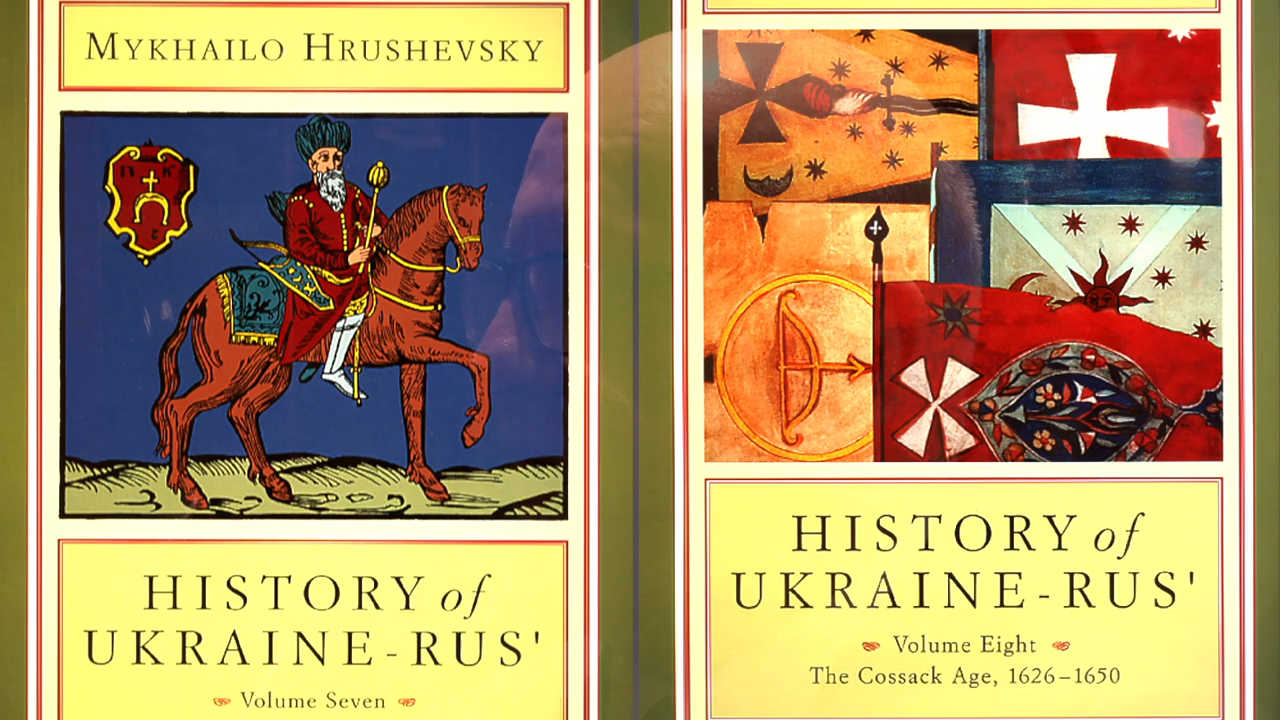 MYKHAILO HRUSHEVSKY
HISTORY of
UKRAINE-RUS'
Volume Seven
HISTORY of
UKRAINE-RUS'
Volume Eight
The Cossack Age, 1626–1650